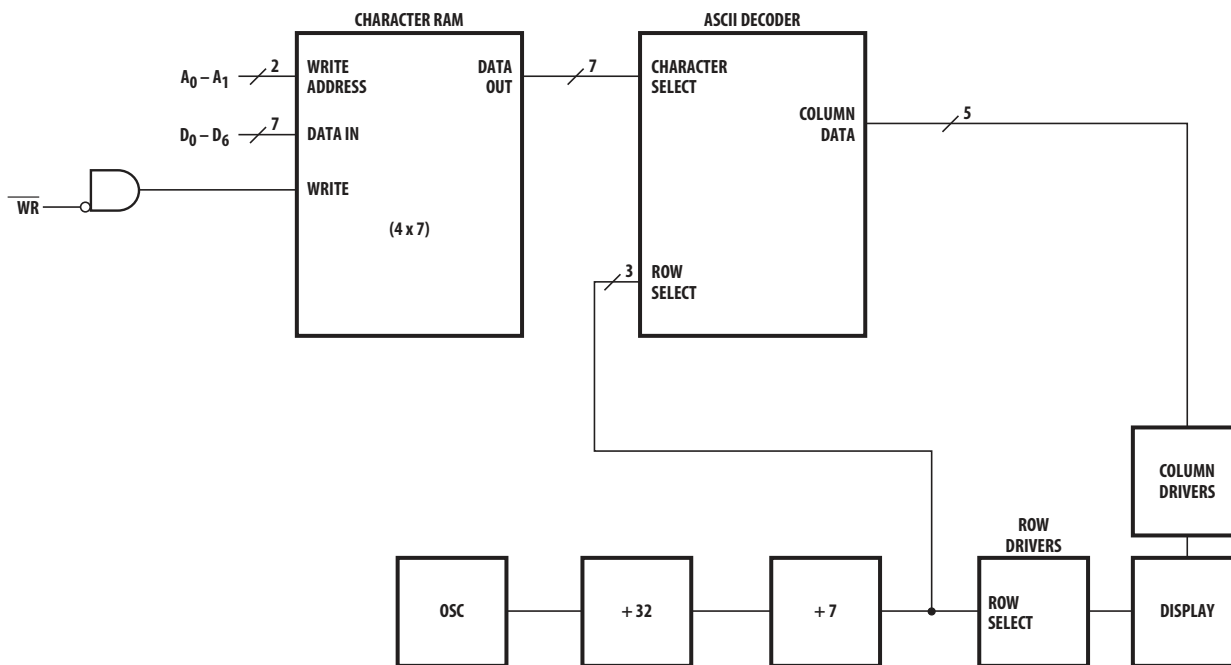 CHARACTER RAM
ASCII DECODER
A0 – A1
2
WRITE
ADDRESS
DATA
OUT
7
CHARACTER
SELECT
D0 – D6
7
DATA IN
COLUMN
DATA
5
WR
WRITE
(4 x 7)
3
ROW
SELECT
COLUMN
DRIVERS
ROW
DRIVERS
OSC
+ 32
+ 7
ROW
SELECT
DISPLAY